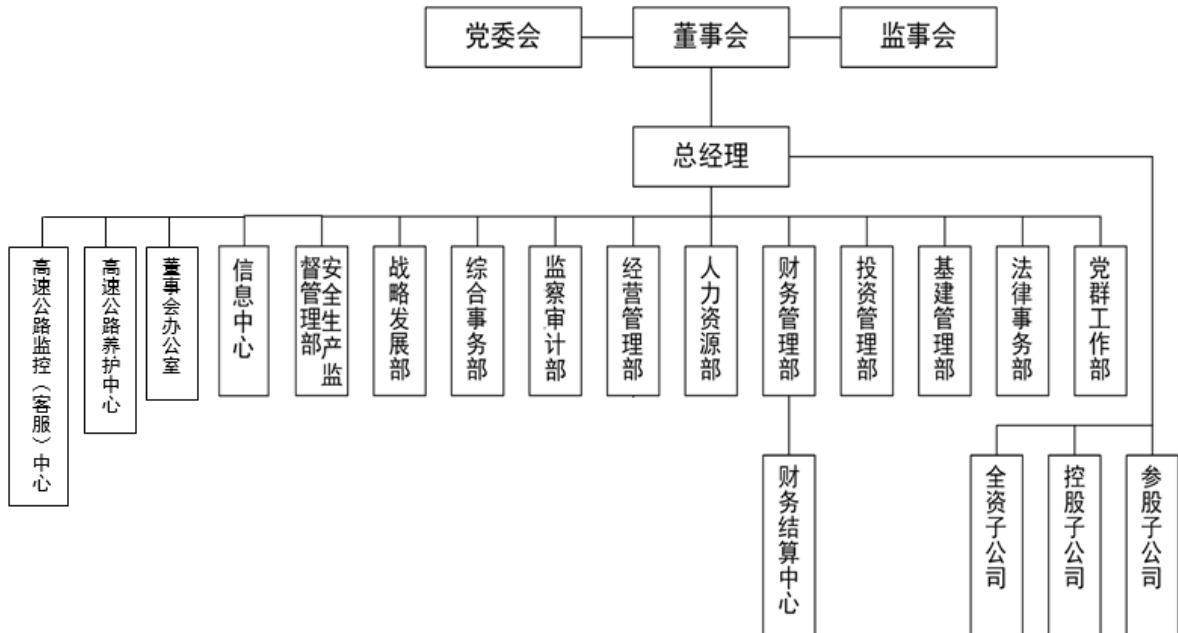 党委会
董事会
监事会
总经理
高速公路监控（客服）中心
高速公路养护中心
董事会办公室
信息中心
安全生产监
督管理部
战略发展部
综合事务部
监察审计部
经营管理部
人力资源部
财务管理部
投资管理部
基建管理部
法律事务部
党群工作部
财务结算中心
全资子公司
控股子公司
参股子公司